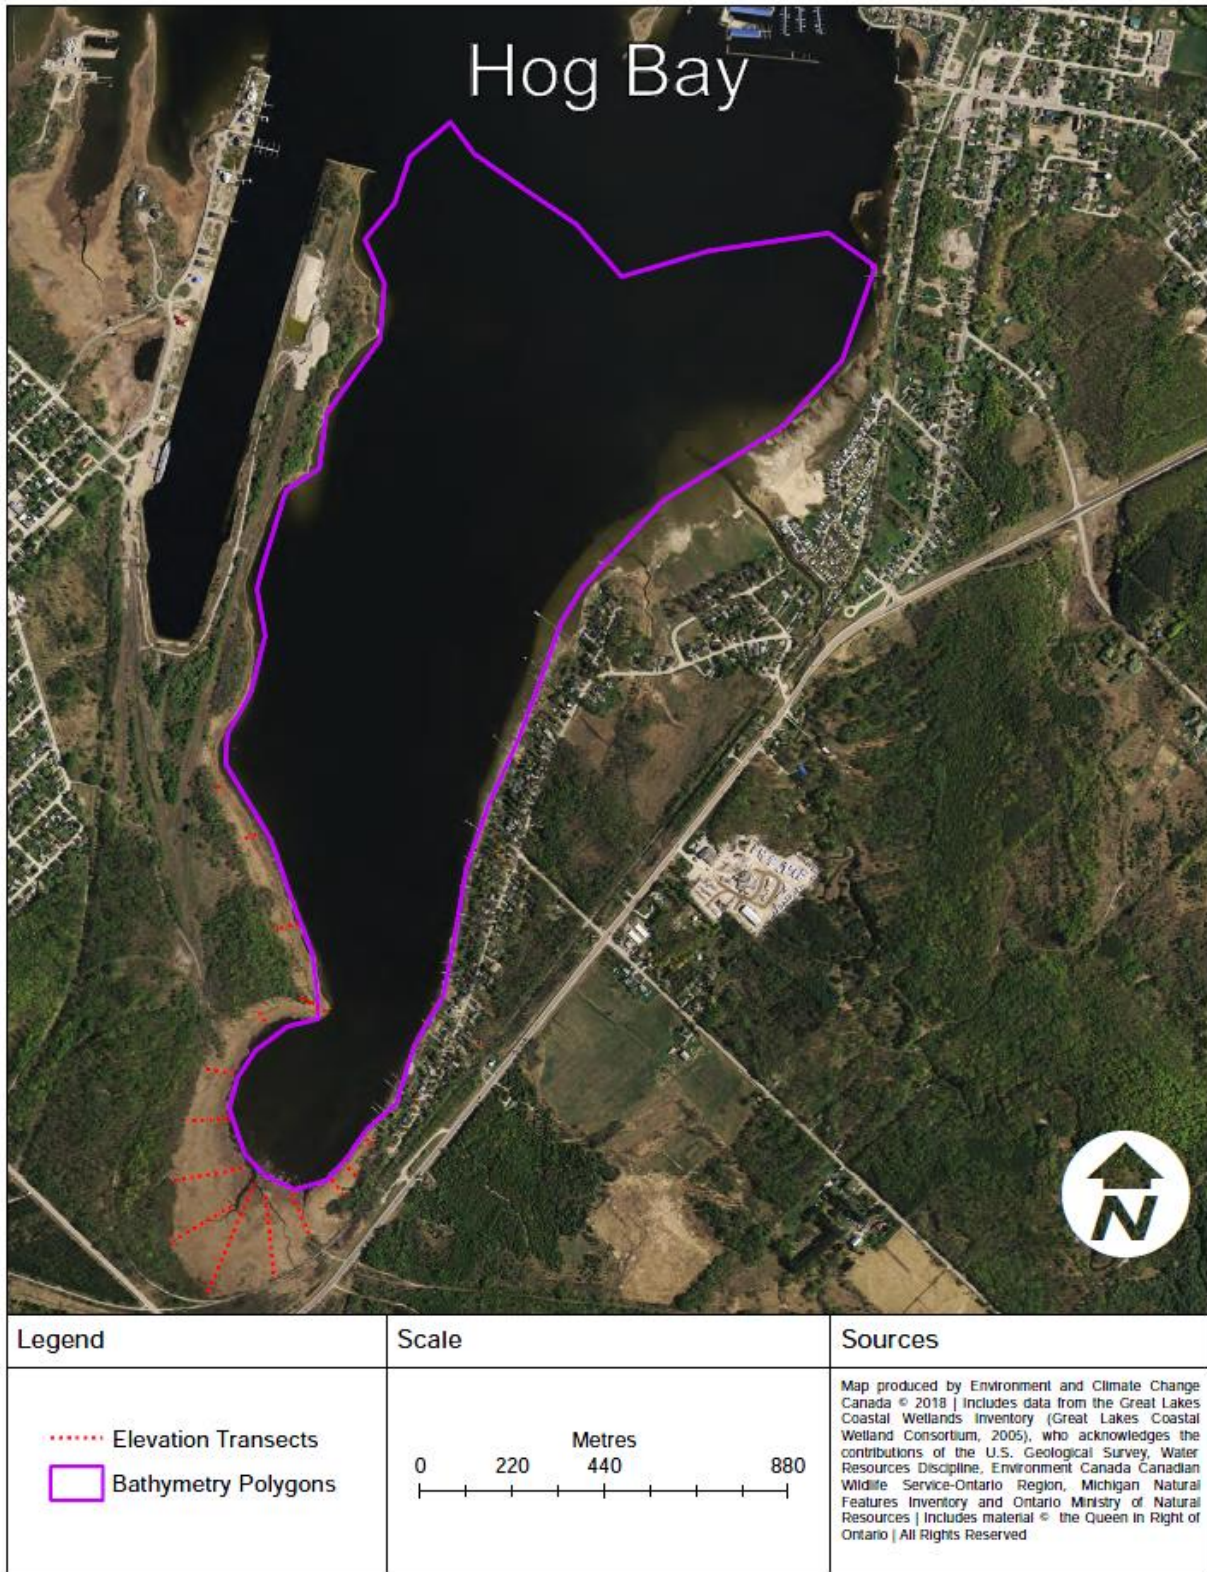 Hog Bay
N
Legend
Elevation Transects
Bathymetry Polygons
Scale
Metres
0 220 440 880
Sources
Map produced by Environment and Climate Change
Canada © 2018 | Includes data from the Great Lakes
Coastal Wetlands Inventory (Great Lakes Coastal
Wetland Consortium, 2005), who acknowledges the
contributions of the U.S. Geological Survey, Water
Resources Discipline, Environment Canada Canadian
Wildlife Service-Ontario Region, Michigan Natural
Features Inventory and Ontario Ministry of Natural
Resources | Includes material © the Queen in Right of
Ontario | All Rights Reserved